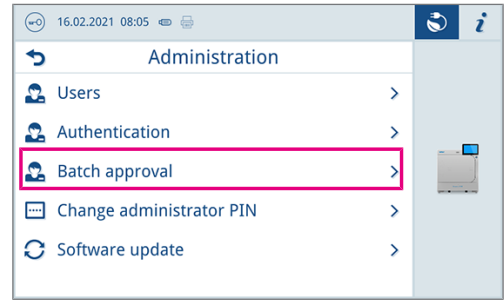 16.02.2021 08:05
Administration
Users
Authentication
Batch approval
Change administrator PIN
Software update